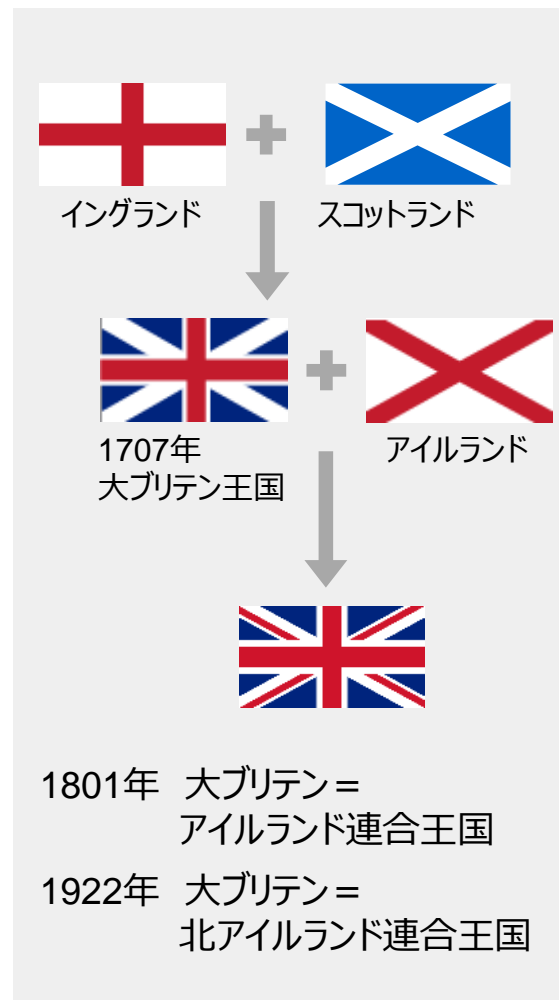 イングランド
スコットランド
1707年
大ブリテン王国
アイルランド
1801年 大ブリテン＝
アイルランド連合王国
1922年 大ブリテン＝
北アイルランド連合王国